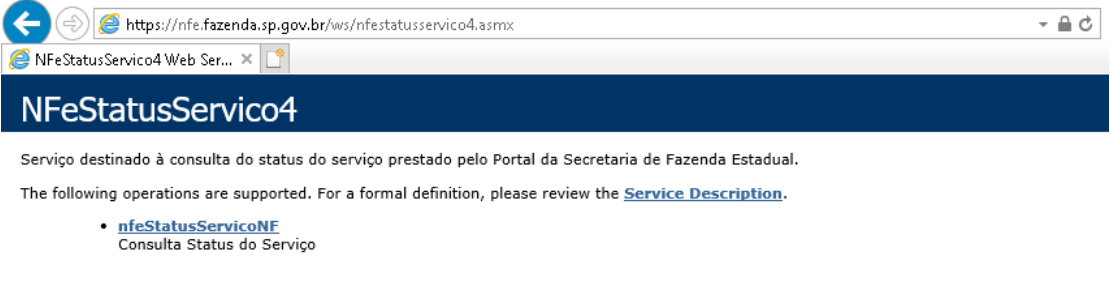 https://nfe.fazenda.sp.gov.br/ws/nfestatusservico4.asmx
NFeStatusServico4 Web Ser...
NFeStatusServico4
Serviço destinado à consulta do status do serviço prestado pelo Portal da Secretaria de Fazenda Estadual.
The following operations are supported. For a formal definition, please review the Service Description.
• nfeStatusServicoNF
Consulta Status do Serviço